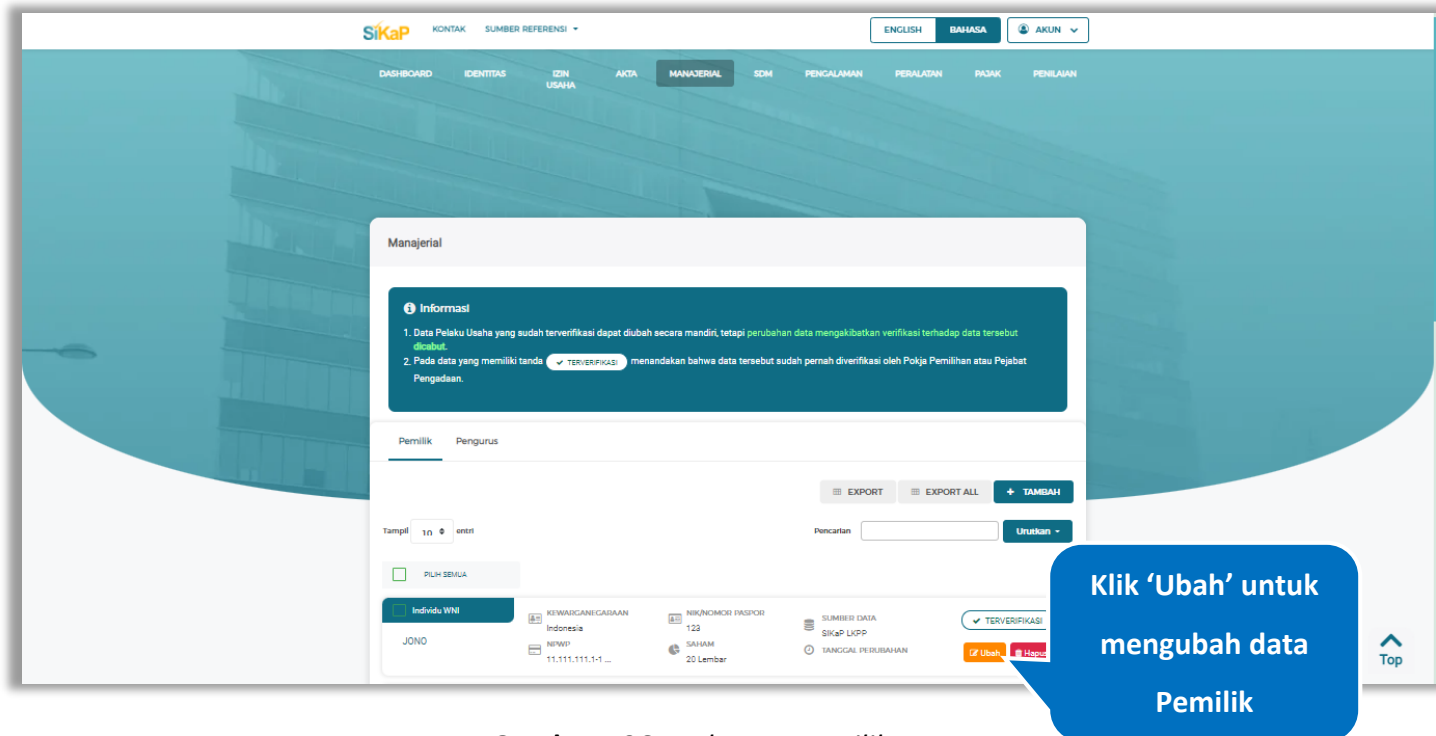 SiKaP KONTAK SUMBER REFERENSI ENGLISH BAHASA AKUN
DASHBOARD IDENTITAS IZIN USAHA AKTA MANAJERIAL SDM PENGALAMAN PERALATAN PAJAK PENILAIAN
Manajerial
Informasi
1. Data Pelaku Usaha yang sudah terverifikasi dapat diubah secara mandiri, tetapi perubahan data mengakibatkan verifikasi terhadap data tersebut
dicabut.
2. Pada data yang memiliki tanda TERVERIFIKASI menandakan bahwa data tersebut sudah pernah diverifikasi oleh Pokja Pemilihan atau Pejabat
Pengadaan.
Pemilik Pengurus
EXPORT EXPORT ALL + TAMBAH
Tampil 10 entri Pencarian Urutkan
PILIH SEMUA
Individu WNI
JONO
KEWARGANEGARAAN
Indonesia
NPWP
11.111.111.1-1 ...
NIK/NOMOR PASPOR
123
SAHAM
20 Lembar
SUMBER DATA
SIKaP LKPP
TANGGAL PERUBAHAN
TERVERIFIKASI
Ubah Hapus
Klik ‘Ubah’ untuk
mengubah data
Pemilik
Top